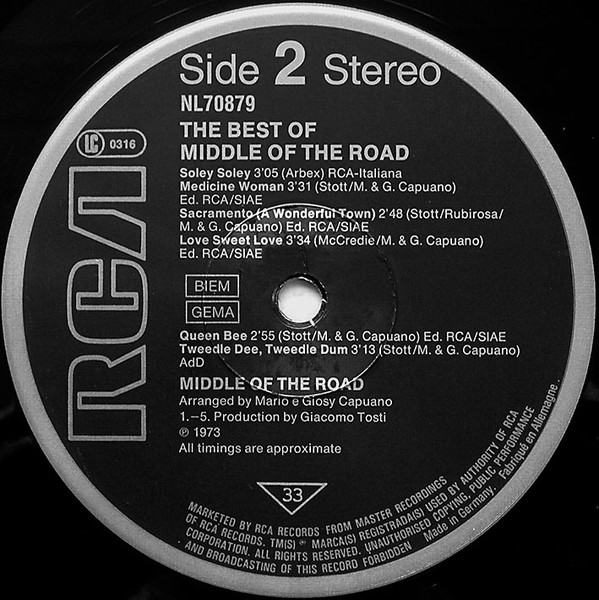 Side 2 Stereo
NL70879
LC 0316
THE BEST OF
MIDDLE OF THE ROAD
RCA
Soley Soley 3'05 (Arbex) RCA-Italiana
Medicine Woman 3'31 (Stott/M. & G. Capuano)
Ed. RCA/SIAE
Sacramento (A Wonderful Town) 2'48 (Stott/Rubirosa/
M. & G. Capuano) Ed. RCA/SIAE
Love Sweet Love 3'34 (McCredie/M. & G. Capuano)
Ed. RCA/SIAE
BIEM
GEMA
Queen Bee 2'55 (Stott/M. & G. Capuano) Ed. RCA/SIAE
Tweedle Dee, Tweedle Dum 3'13 (Stott/M. & G. Capuano)
AdD
MIDDLE OF THE ROAD
Arranged by Mario e Giosy Capuano
1.–5. Production by Giacomo Tosti
℗ 1973
All timings are approximate
33
MARKETED BY RCA RECORDS FROM MASTER RECORDINGS
OF RCA RECORDS. TM(S) ® MARCA(S) REGISTRADA(S) USED BY AUTHORITY OF RCA
CORPORATION. ALL RIGHTS RESERVED. UNAUTHORISED COPYING, PUBLIC PERFORMANCE
AND BROADCASTING OF THIS RECORD FORBIDDEN Made in Germany. Fabriqué en Allemagne.